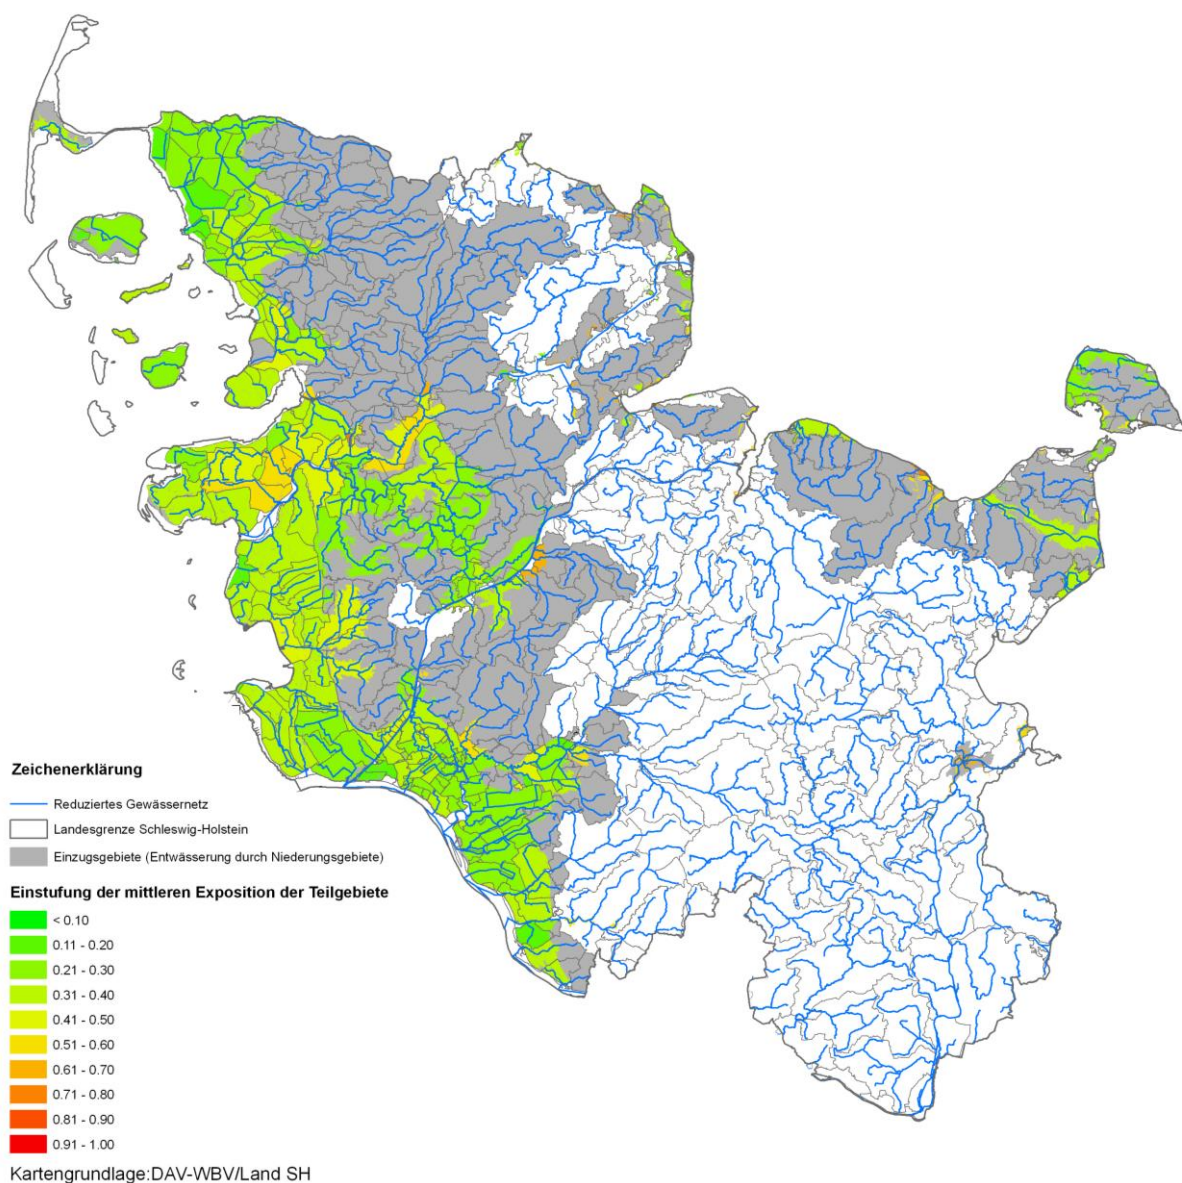 Zeichenerklärung
Reduziertes Gewässernetz
Landesgrenze Schleswig-Holstein
Einzugsgebiete (Entwässerung durch Niederungsgebiete)
Einstufung der mittleren Exposition der Teilgebiete
< 0.10
0.11 - 0.20
0.21 - 0.30
0.31 - 0.40
0.41 - 0.50
0.51 - 0.60
0.61 - 0.70
0.71 - 0.80
0.81 - 0.90
0.91 - 1.00
Kartengrundlage:DAV-WBV/Land SH